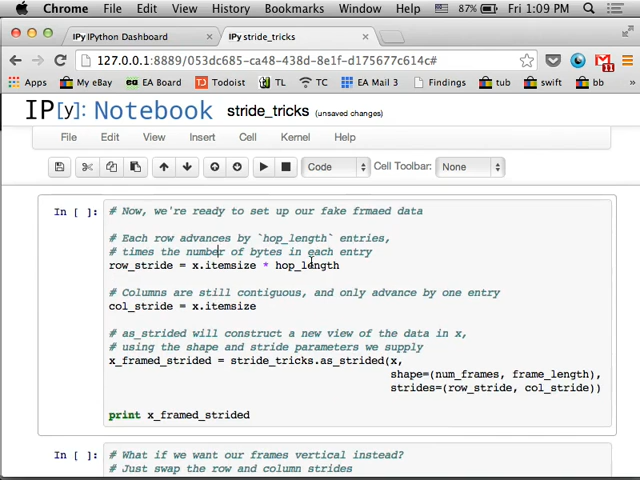 Chrome File Edit View History Bookmarks Window Help 87% Fri 1:09 PM
IPy IPython Dashboard IPy stride_tricks
127.0.0.1:8889/053dc685-ca48-438d-8e1f-d175677c614c#
Apps My eBay EA Board Todoist TL TC EA Mail 3 Findings tub swift bb
11
IP[y]: Notebook stride_tricks (unsaved changes)
File Edit View Insert Cell Kernel Help
Code Cell Toolbar: None
In [ ]: # Now, we're ready to set up our fake frmaed data
# Each row advances by `hop_length` entries,
# times the number of bytes in each entry
row_stride = x.itemsize * hop_length
# Columns are still contiguous, and only advance by one entry
col_stride = x.itemsize
# as_strided will construct a new view of the data in x,
# using the shape and stride parameters we supply
x_framed_strided = stride_tricks.as_strided(x,
shape=(num_frames, frame_length),
strides=(row_stride, col_stride))
print x_framed_strided
In [ ]: # What if we want our frames vertical instead?
# Just swap the row and column strides